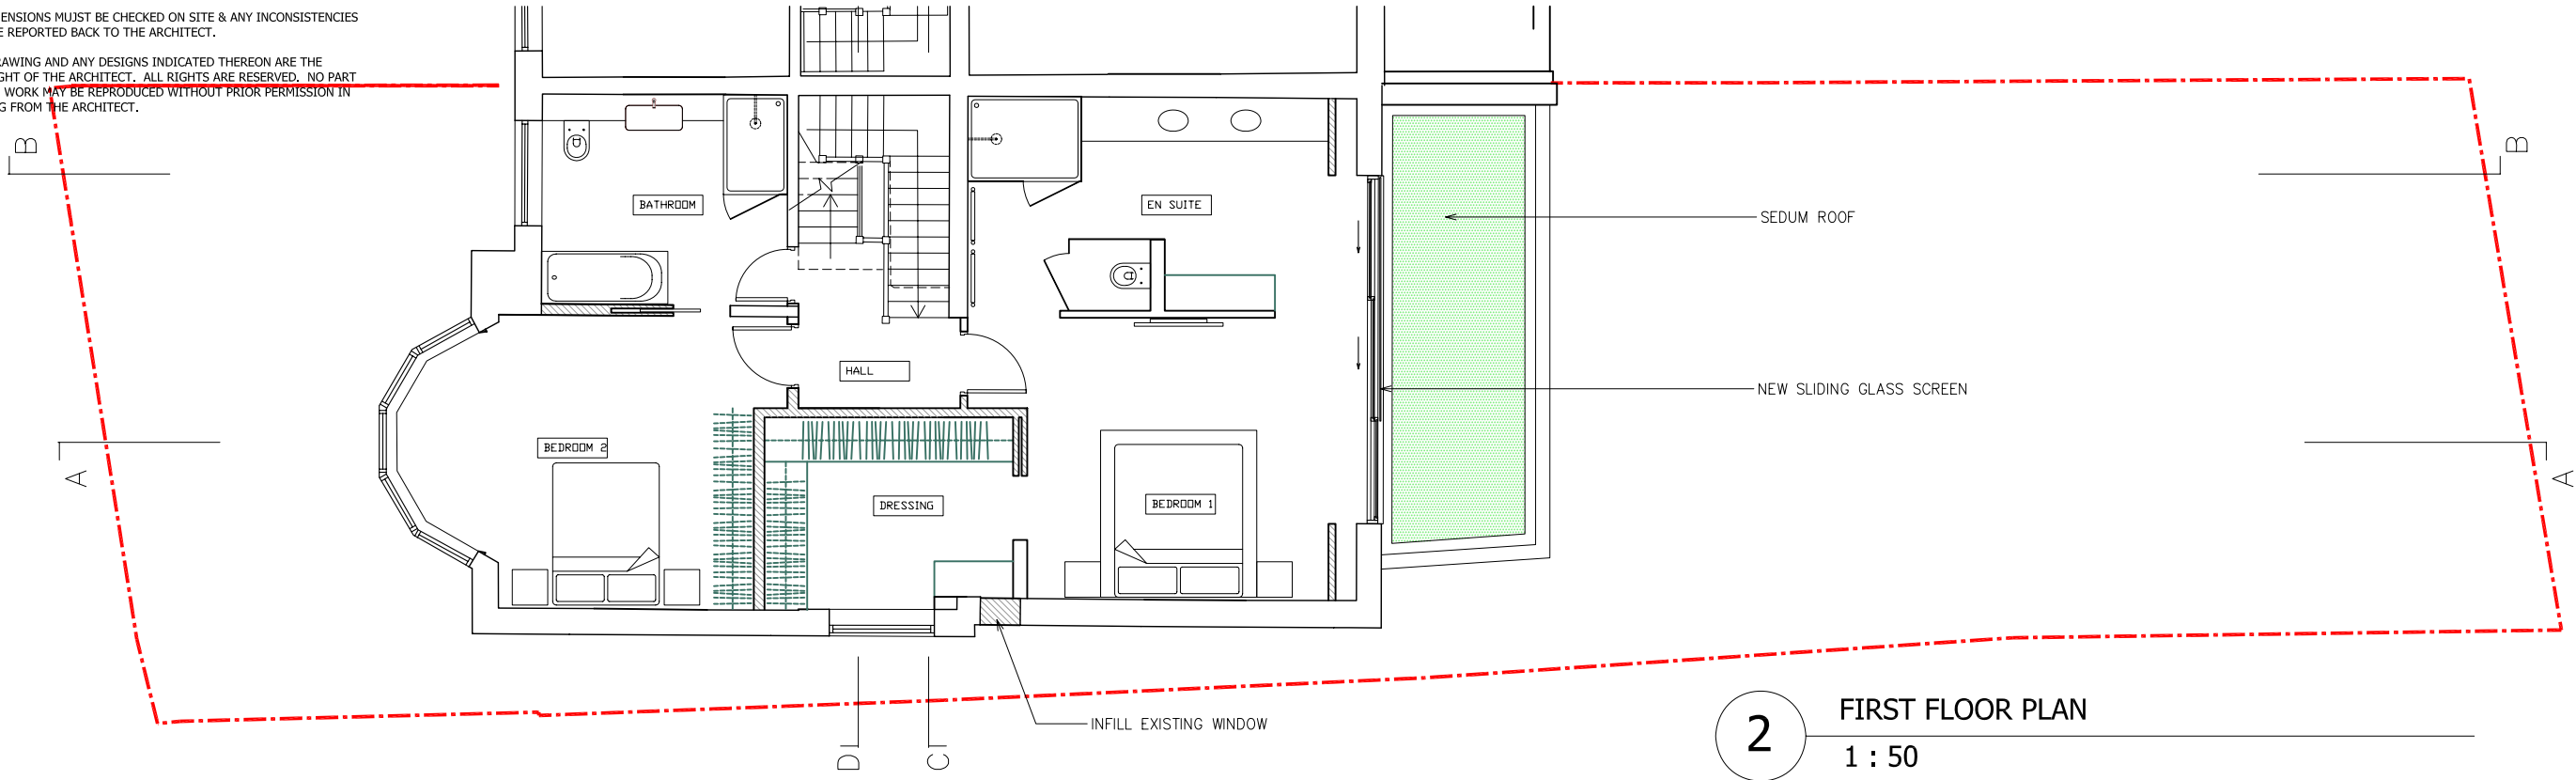 ENSIONS MUJST BE CHECKED ON SITE & ANY INCONSISTENCIES
E REPORTED BACK TO THE ARCHITECT.
RAWING AND ANY DESIGNS INDICATED THEREON ARE THE
GHT OF THE ARCHITECT. ALL RIGHTS ARE RESERVED. NO PART
WORK MAY BE REPRODUCED WITHOUT PRIOR PERMISSION IN
G FROM THE ARCHITECT.
B
B
BATHROOM
EN SUITE
SEDUM ROOF
HALL
NEW SLIDING GLASS SCREEN
BEDROOM 2
A
A
DRESSING
BEDROOM 1
INFILL EXISTING WINDOW
D
C
2
FIRST FLOOR PLAN
1 : 50